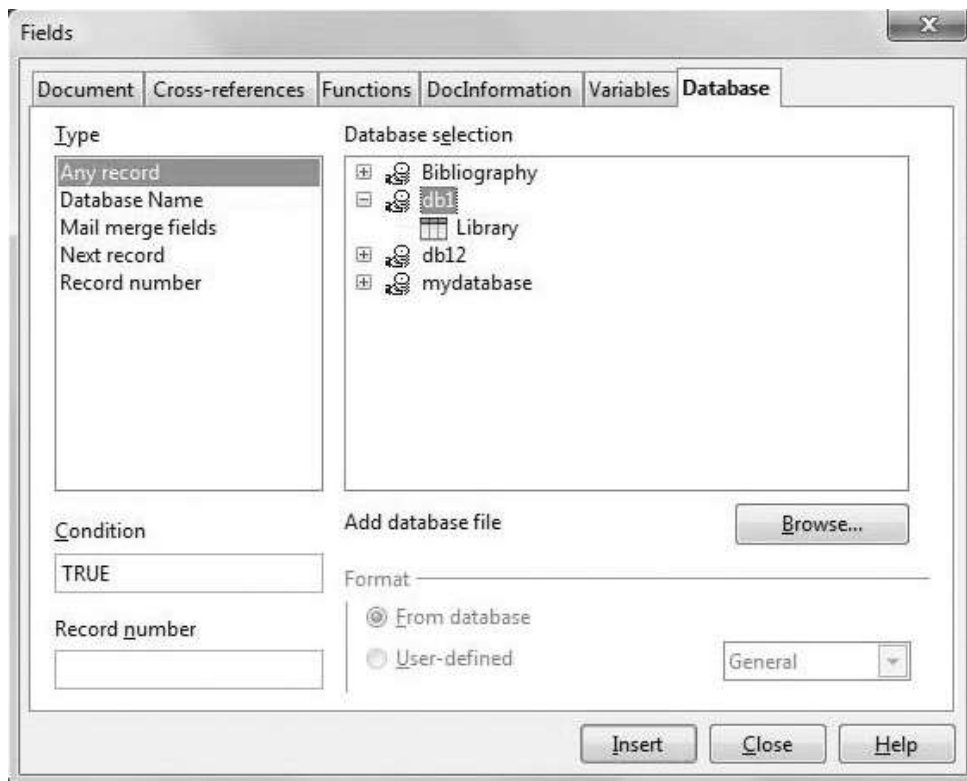 Fields
Document Cross-references Functions DocInformation Variables Database
Type
Any record
Database Name
Mail merge fields
Next record
Record number
Database selection
Bibliography
db1
Library
db12
mydatabase
Condition
TRUE
Record number
Add database file
Browse...
Format
From database
User-defined
General
Insert Close Help